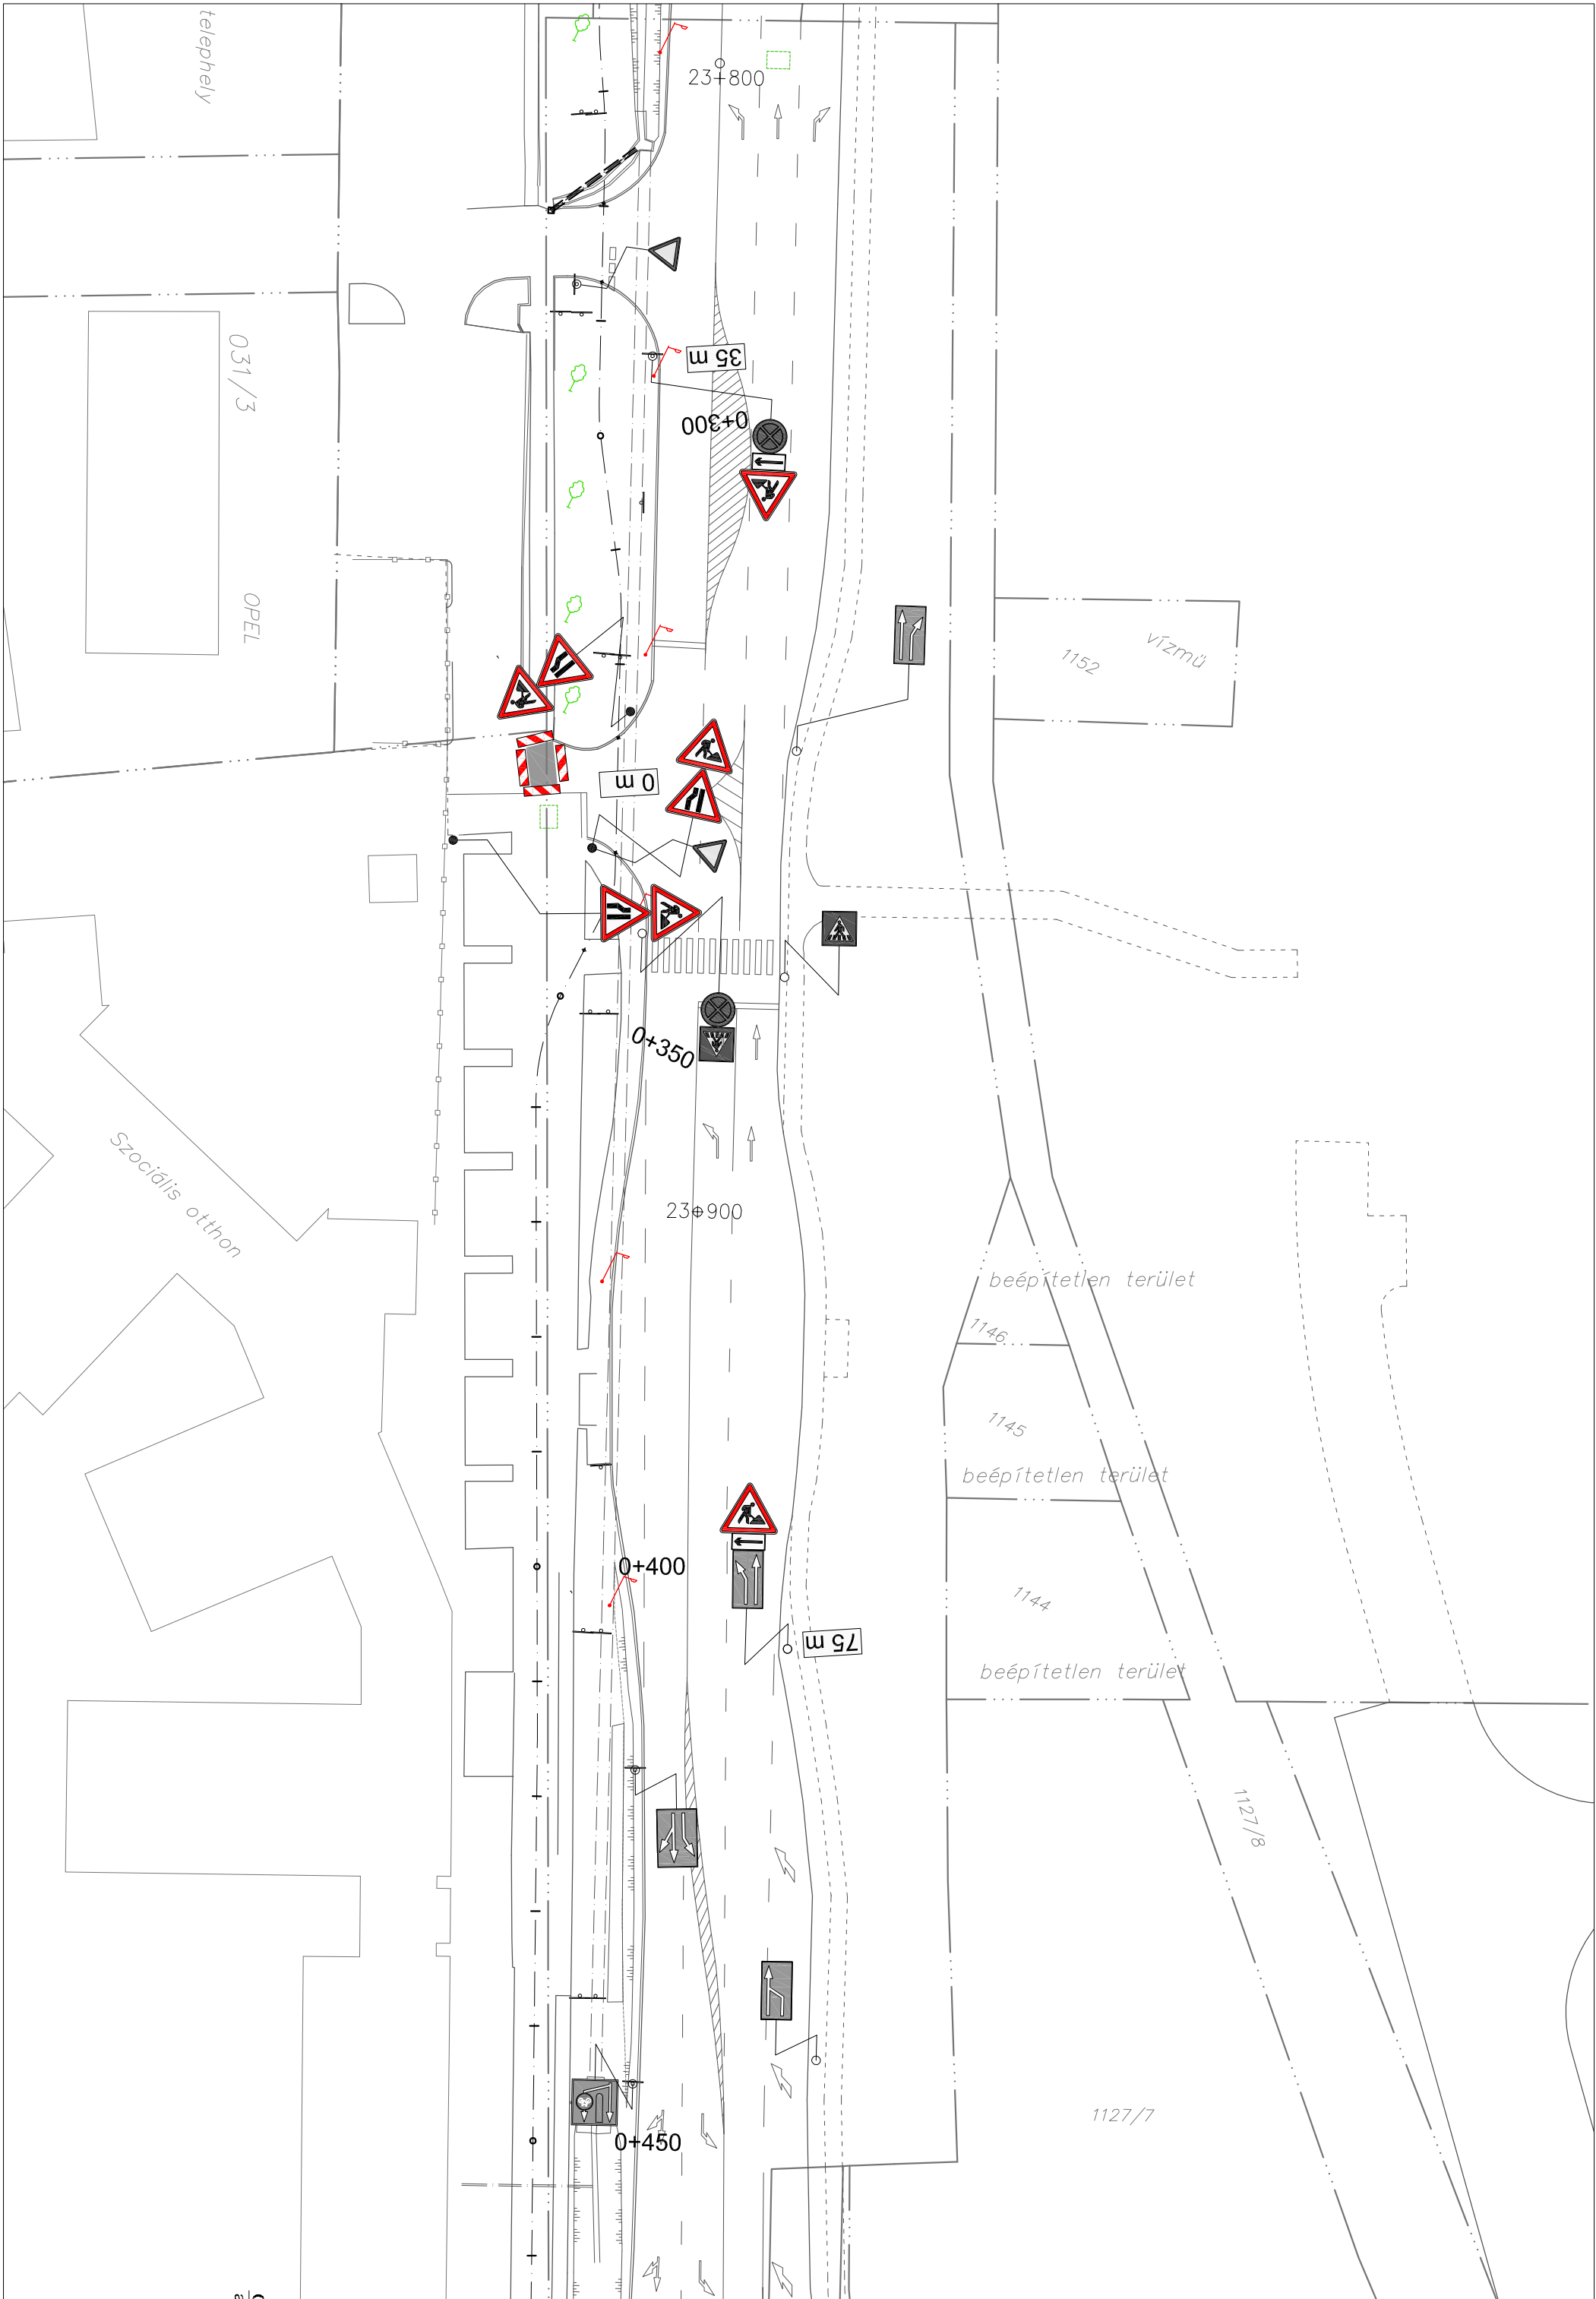 telephely
23+800
031/3
35 m
0+300
OPEL
1152
vízmű
0 m
0+350
Szociális otthon
23+900
beépítetlen terület
1146
1145
beépítetlen terület
0+400
1144
75 m
beépítetlen terület
1127/8
1127/7
0+450